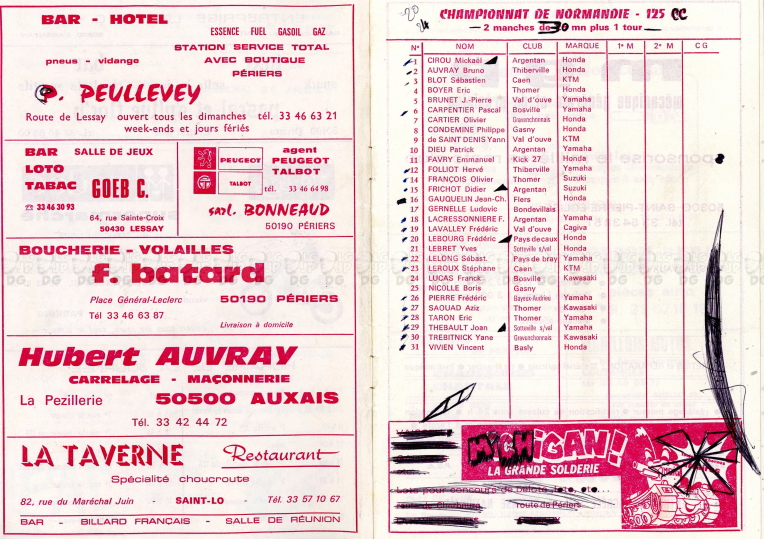 BAR - HOTEL
ESSENCE FUEL GASOIL GAZ
STATION SERVICE TOTAL
pneus - vidange
AVEC BOUTIQUE
PÉRIERS
P. PEULLEVEY
Route de Lessay ouvert tous les dimanches tél. 33 46 63 21
week-ends et jours fériés
BAR SALLE DE JEUX
LOTO
TABAC GOEB C.
☎ 33 46 30 93
64, rue Sainte-Croix
50430 LESSAY
PEUGEOT
TALBOT
agent
PEUGEOT
TALBOT
tél. 33 46 64 98
sarl. BONNEAUD
50190 PÉRIERS
BOUCHERIE - VOLAILLES
f. batard
Place Général-Leclerc 50190 PÉRIERS
Tél 33 46 63 87
Livraison à domicile
Hubert AUVRAY
CARRELAGE - MAÇONNERIE
La Pezillerie 50500 AUXAIS
Tél. 33 42 44 72
LA TAVERNE Restaurant
Spécialité choucroute
82, rue du Maréchal Juin - SAINT-LO - Tél. 33 57 10 67
BAR - BILLARD FRANÇAIS - SALLE DE RÉUNION
CHAMPIONNAT DE NORMANDIE - 125 CC
2 manches de 30 mn plus 1 tour
N° NOM CLUB MARQUE 1e M 2e M C G
1 CIROU Mickaël Argentan Honda
2 AUVRAY Bruno Thiberville Honda
3 BLOT Sébastien Caen KTM
4 BOYER Eric Thomer Honda
5 BRUNET J.-Pierre Val d'ouve Yamaha
6 CARPENTIER Pascal Bosville Yamaha
7 CARTIER Olivier Gravanchonnais Honda
8 CONDEMINE Philippe Gasny Honda
9 de SAINT DENIS Yann Val d'ouve KTM
10 DIEU Patrick Argentan Yamaha
11 FAVRY Emmanuel Kick 27 Honda
12 FOLLIOT Hervé Thiberville Yamaha
14 FRANÇOIS Olivier Thomer Suzuki
15 FRICHOT Didier Argentan Suzuki
16 GAUQUELIN Jean-Ch. Flers Honda
17 GERNELLE Ludovic Bondevillais
18 LACRESSONNIERE F. Argentan Yamaha
19 LAVALLEY Frédéric Val d'ouve Cagiva
20 LEBOURG Frédéric Pays de caux Honda
21 LEBRET Yves Sotteville s/val Honda
22 LELONG Sébast. Pays de bray Yamaha
23 LEROUX Stéphane Caen KTM
24 LUCAS Franck Bosville Kawasaki
25 NICOLLE Boris Gasny
26 PIERRE Frédéric Bayeux-Audrieu Yamaha
27 SAOUAD Aziz Thomer Kawasaki
28 TARON Eric Thomer Yamaha
29 THEBAULT Joan Sotteville s/val Yamaha
30 TREBITNICK Yane Gravanchonnais Kawasaki
31 VIVIEN Vincent Basly Honda
MICHIGAN!
LA GRANDE SOLDERIE
Lots pour concours de belote, loto, etc...
route de Périers